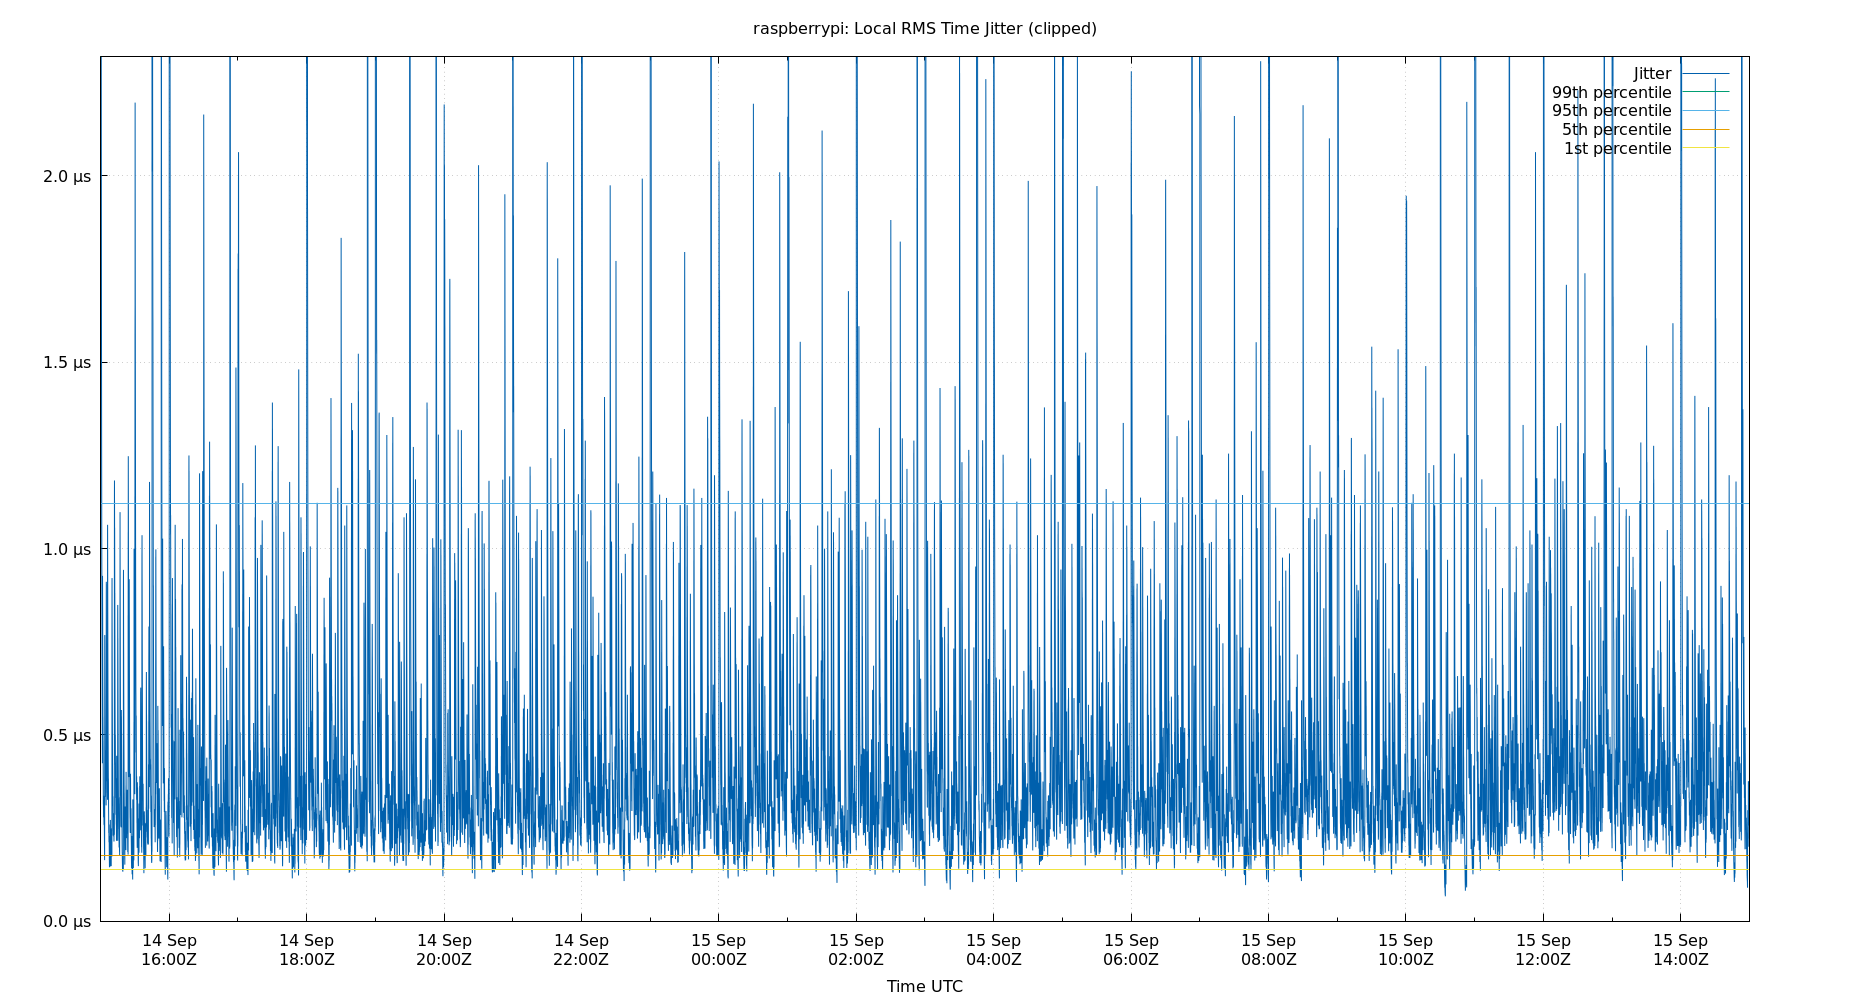 raspberrypi: Local RMS Time Jitter (clipped)
Jitter
99th percentile
95th percentile
5th percentile
1st percentile
2.0 µs
1.5 µs
1.0 µs
0.5 µs
0.0 µs
14 Sep 14 Sep 14 Sep 14 Sep 15 Sep 15 Sep 15 Sep 15 Sep 15 Sep 15 Sep 15 Sep 15 Sep
16:00Z 18:00Z 20:00Z 22:00Z 00:00Z 02:00Z 04:00Z 06:00Z 08:00Z 10:00Z 12:00Z 14:00Z
Time UTC